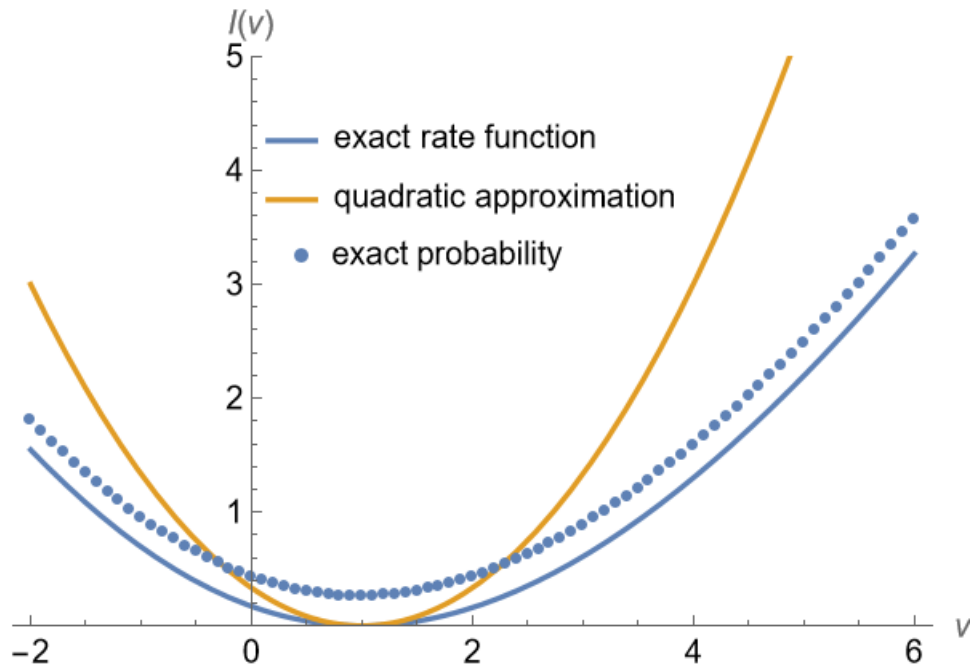 I(v)
5
exact rate function
4
quadratic approximation
exact probability
3
2
1
−2 0 2 4 6 v